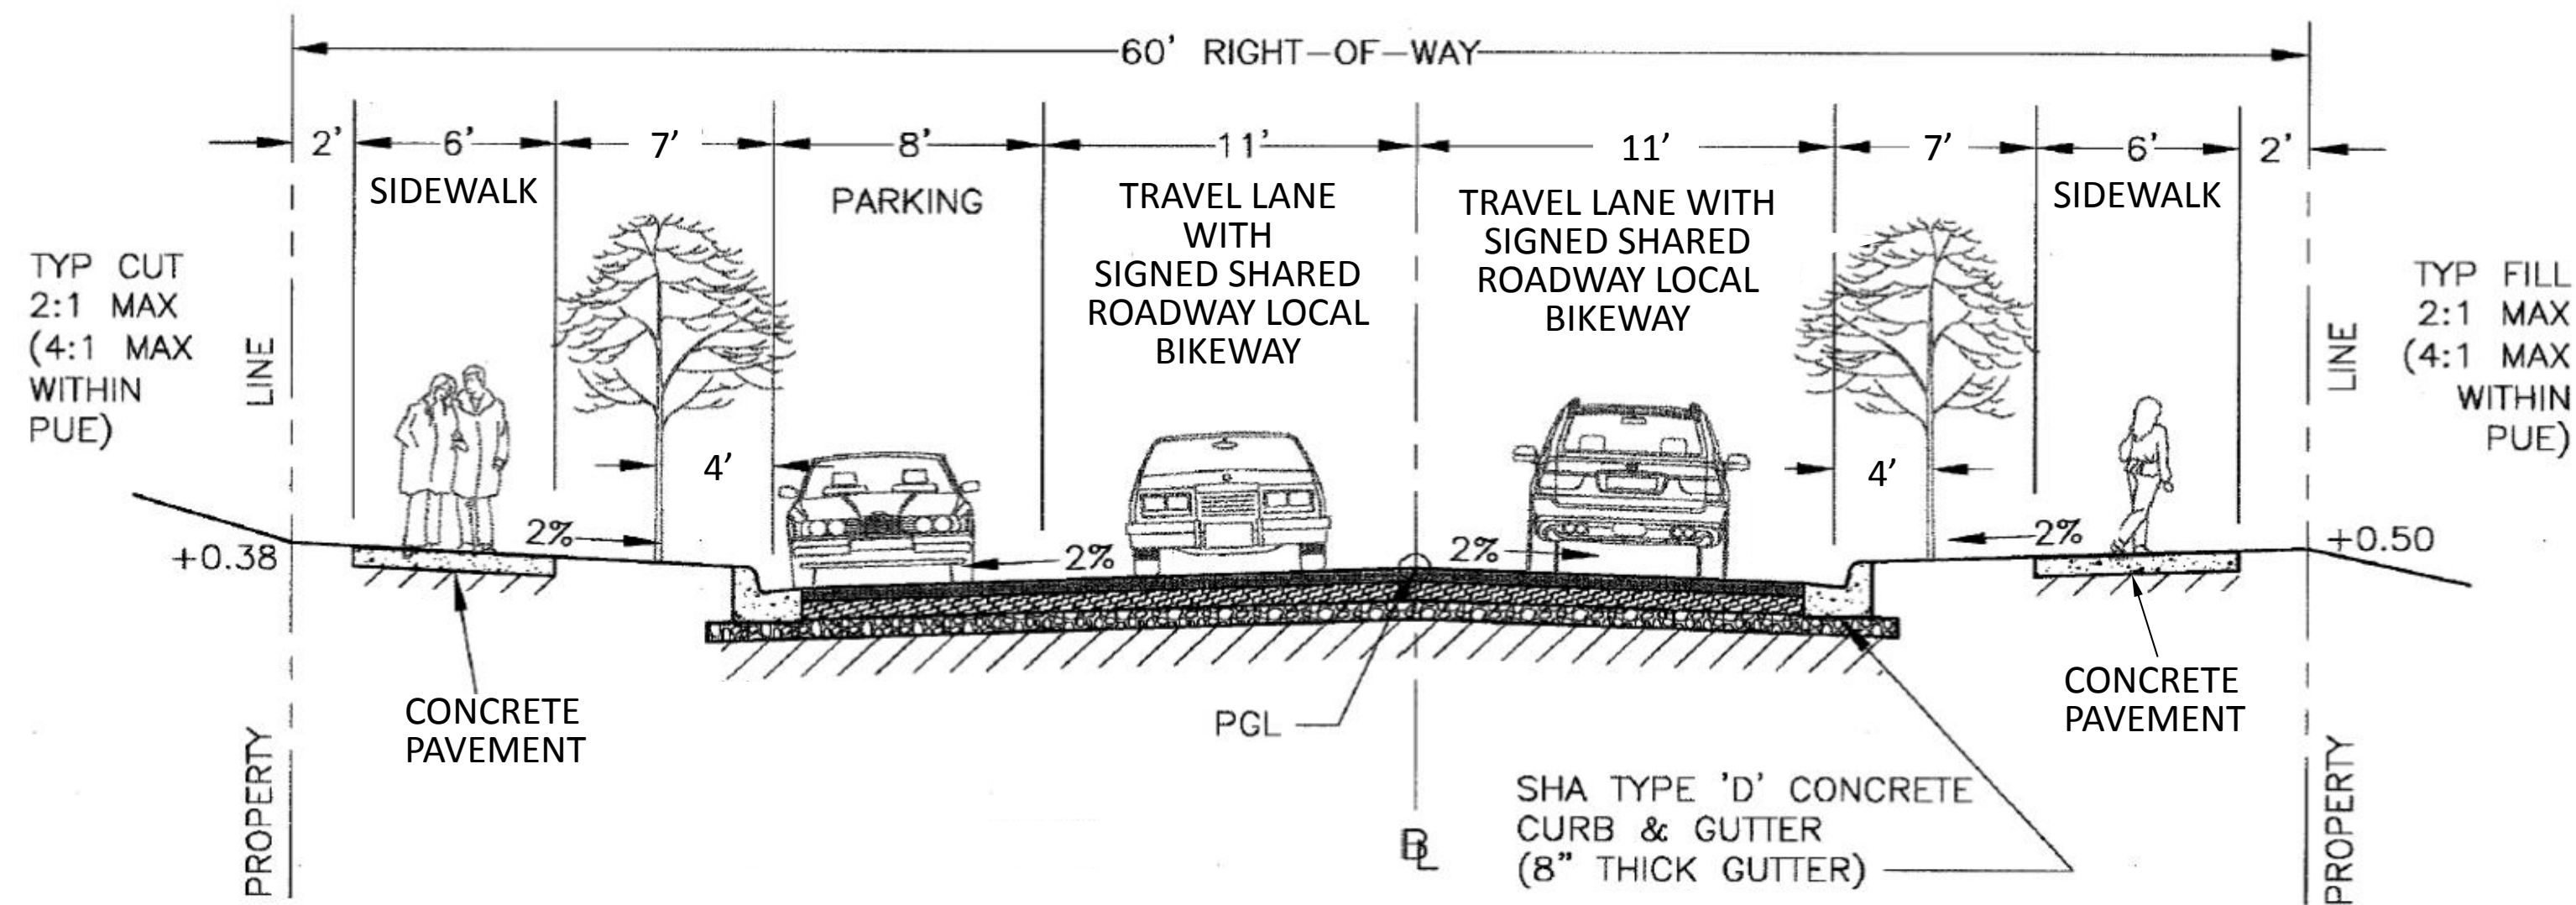 60' RIGHT-OF-WAY
2'
6'
7'
8'
11'
11'
7'
6'
2'
SIDEWALK
PARKING
TRAVEL LANE
WITH
SIGNED SHARED
ROADWAY LOCAL
BIKEWAY
TRAVEL LANE WITH
SIGNED SHARED
ROADWAY LOCAL
BIKEWAY
SIDEWALK
TYP CUT
2:1 MAX
(4:1 MAX
WITHIN
PUE)
LINE
LINE
TYP FILL
2:1 MAX
(4:1 MAX
WITHIN
PUE)
4'
4'
+0.38
2%
2%
2%
2%
+0.50
CONCRETE
PAVEMENT
PGL
CONCRETE
PAVEMENT
PROPERTY
BL
SHA TYPE 'D' CONCRETE
CURB & GUTTER
(8" THICK GUTTER)
PROPERTY